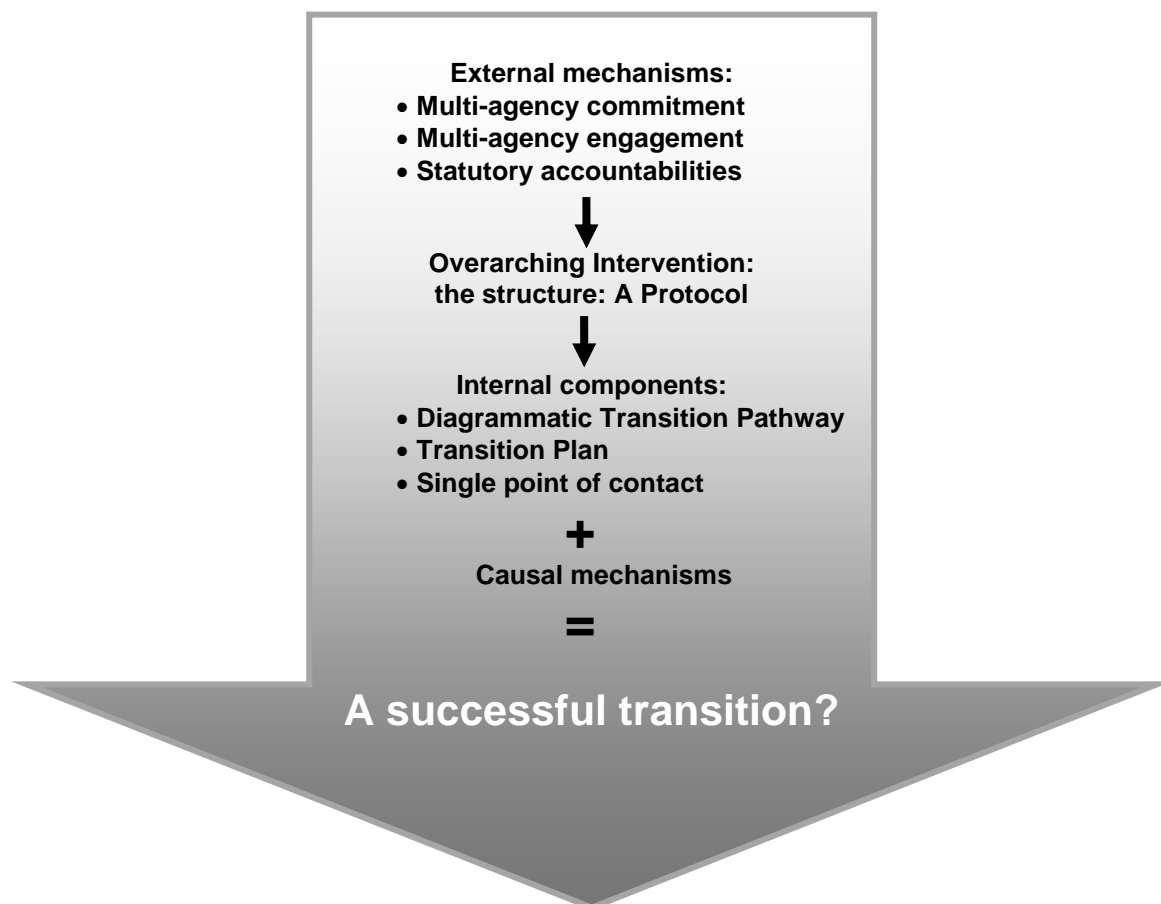 External mechanisms:
• Multi-agency commitment
• Multi-agency engagement
• Statutory accountabilities
Overarching Intervention:
the structure: A Protocol
Internal components:
• Diagrammatic Transition Pathway
• Transition Plan
• Single point of contact
+
Causal mechanisms
=
A successful transition?